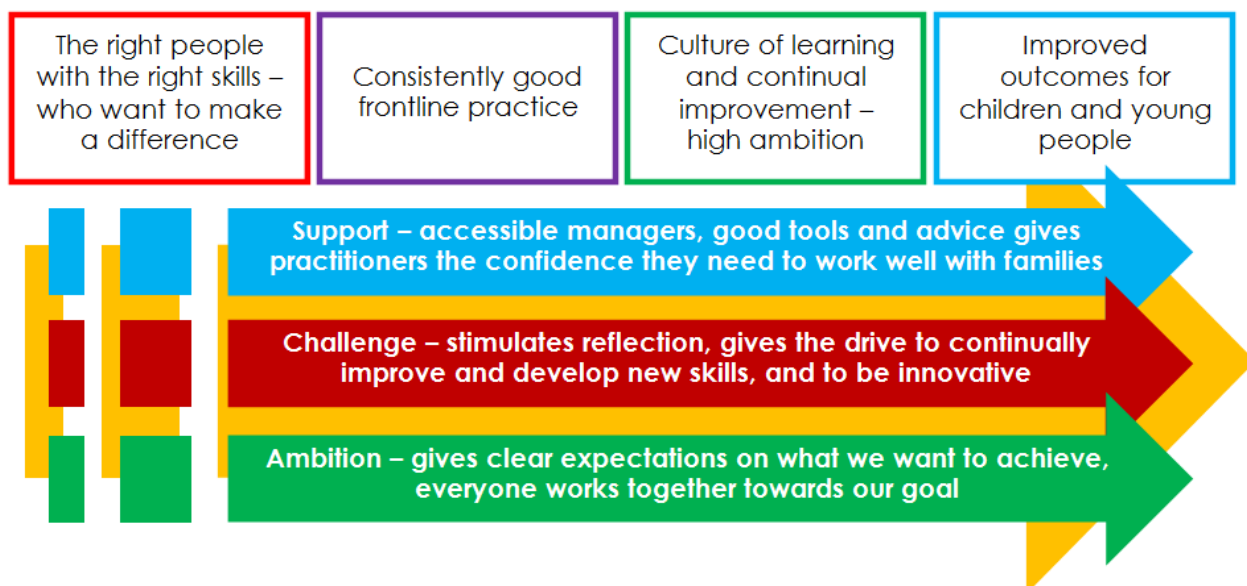 The right people
with the right skills –
who want to make
a difference
Consistently good
frontline practice
Culture of learning
and continual
improvement –
high ambition
Improved
outcomes for
children and young
people
Support – accessible managers, good tools and advice gives
practitioners the confidence they need to work well with families
Challenge – stimulates reflection, gives the drive to continually
improve and develop new skills, and to be innovative
Ambition – gives clear expectations on what we want to achieve,
everyone works together towards our goal